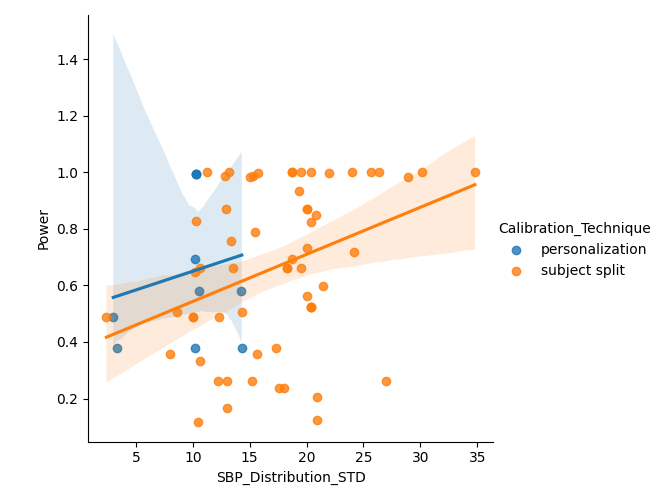 1.4
1.2
1.0
0.8
0.6
0.4
0.2
Power
5 10 15 20 25 30 35
SBP_Distribution_STD
Calibration_Technique
personalization
subject split